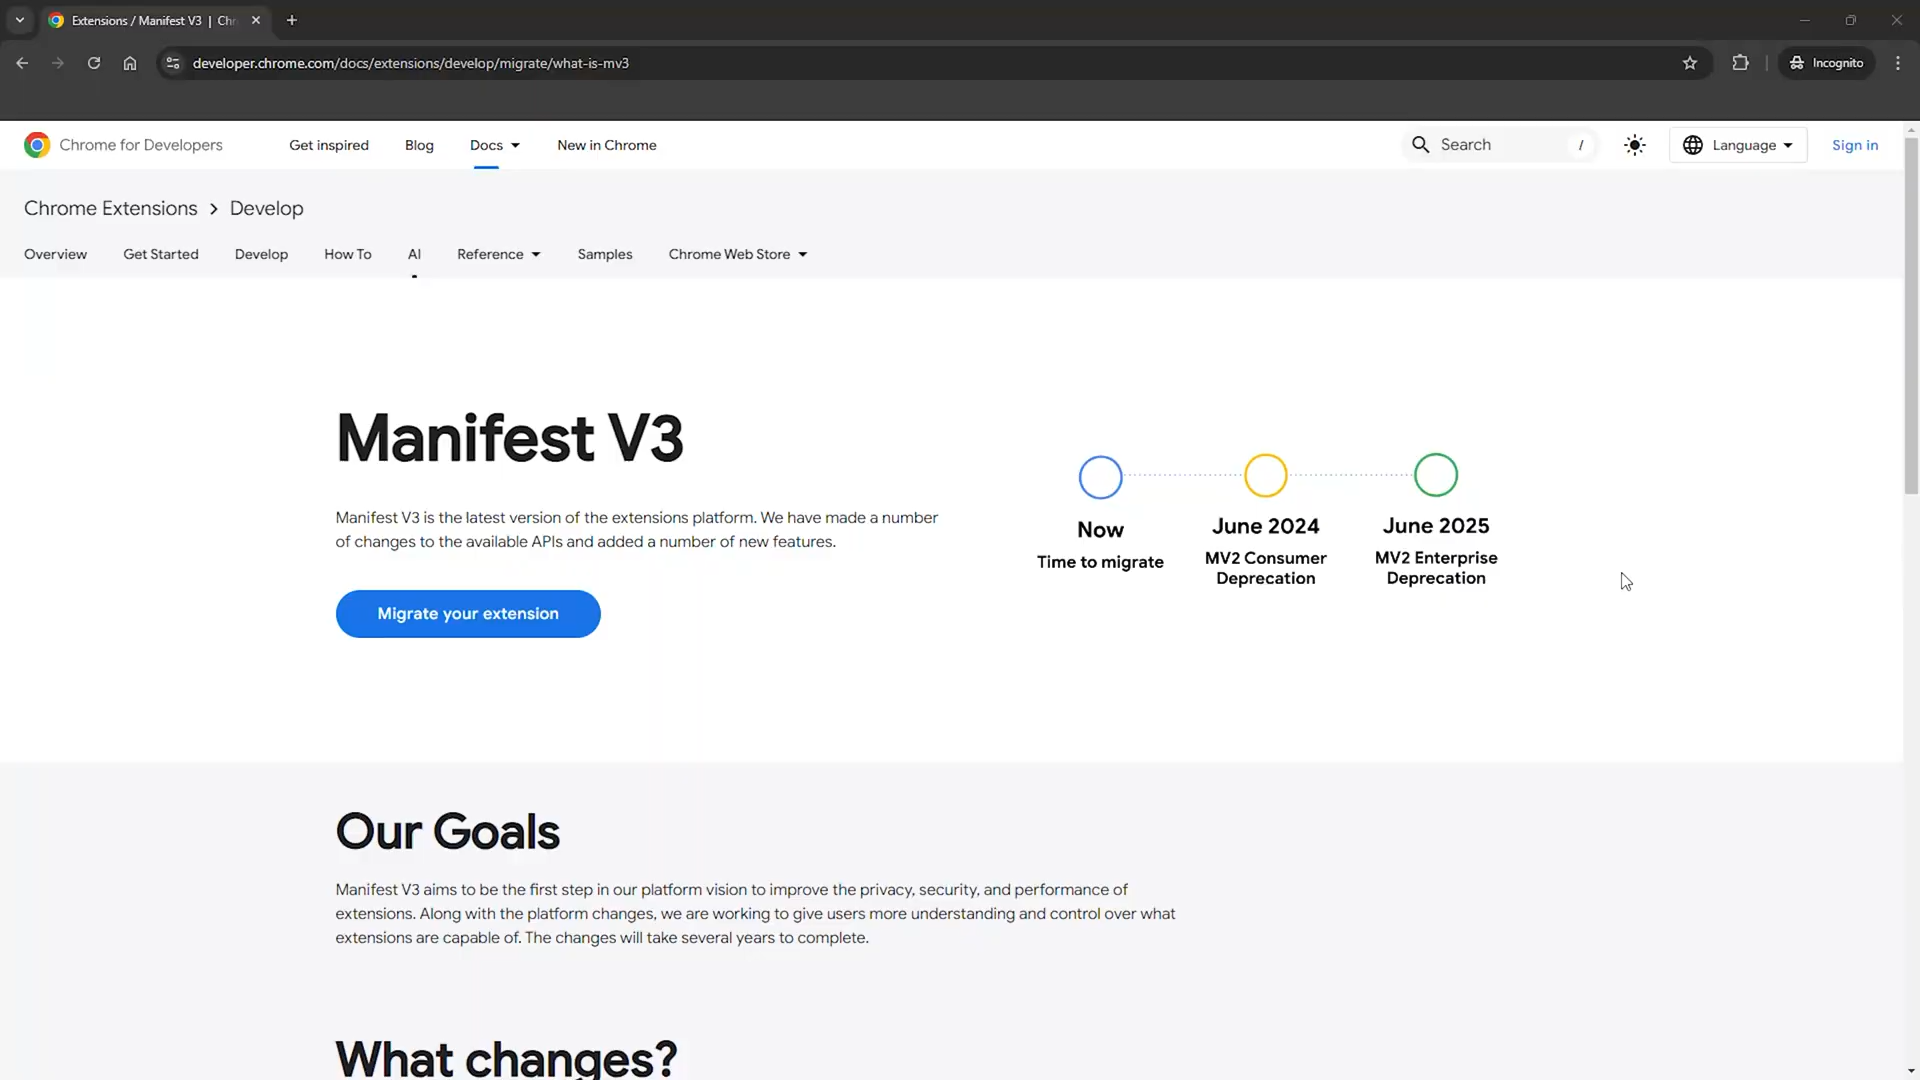 Extensions / Manifest V3 | Chr
developer.chrome.com/docs/extensions/develop/migrate/what-is-mv3
Incognito
Chrome for Developers
Get inspired
Blog
Docs
New in Chrome
Search
/
Language
Sign in
Chrome Extensions > Develop
Overview
Get Started
Develop
How To
AI
Reference
Samples
Chrome Web Store
Manifest V3
Manifest V3 is the latest version of the extensions platform. We have made a number
of changes to the available APIs and added a number of new features.
Migrate your extension
Now
Time to migrate
June 2024
MV2 Consumer
Deprecation
June 2025
MV2 Enterprise
Deprecation
Our Goals
Manifest V3 aims to be the first step in our platform vision to improve the privacy, security, and performance of
extensions. Along with the platform changes, we are working to give users more understanding and control over what
extensions are capable of. The changes will take several years to complete.
What changes?